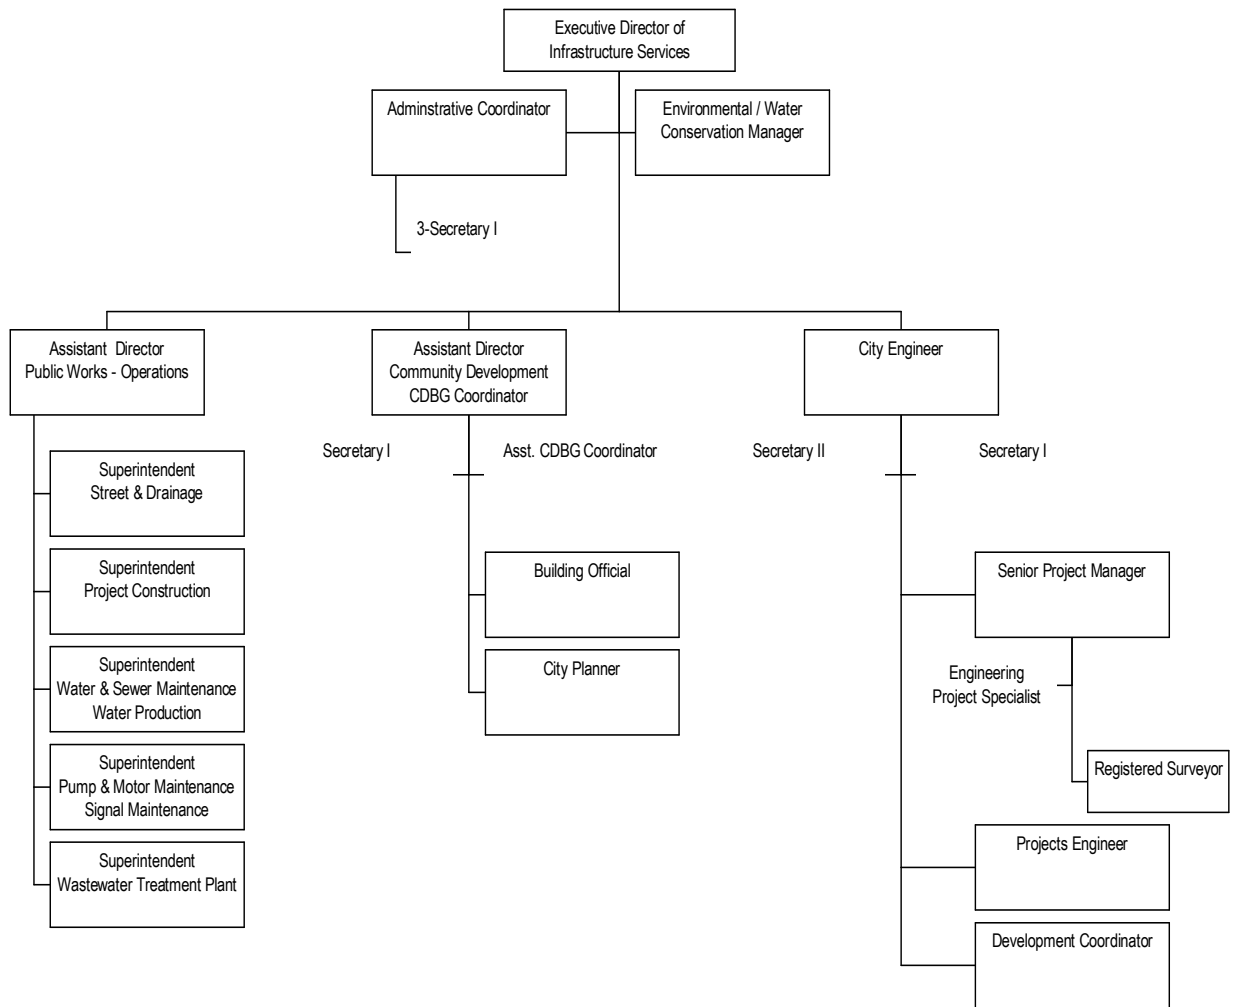 Executive Director of
Infrastructure Services
Adminstrative Coordinator
Environmental / Water
Conservation Manager
3-Secretary I
Assistant Director
Public Works - Operations
Assistant Director
Community Development
CDBG Coordinator
City Engineer
Secretary I
Asst. CDBG Coordinator
Secretary II
Secretary I
Superintendent
Street & Drainage
Superintendent
Project Construction
Superintendent
Water & Sewer Maintenance
Water Production
Superintendent
Pump & Motor Maintenance
Signal Maintenance
Superintendent
Wastewater Treatment Plant
Building Official
City Planner
Senior Project Manager
Engineering
Project Specialist
Registered Surveyor
Projects Engineer
Development Coordinator